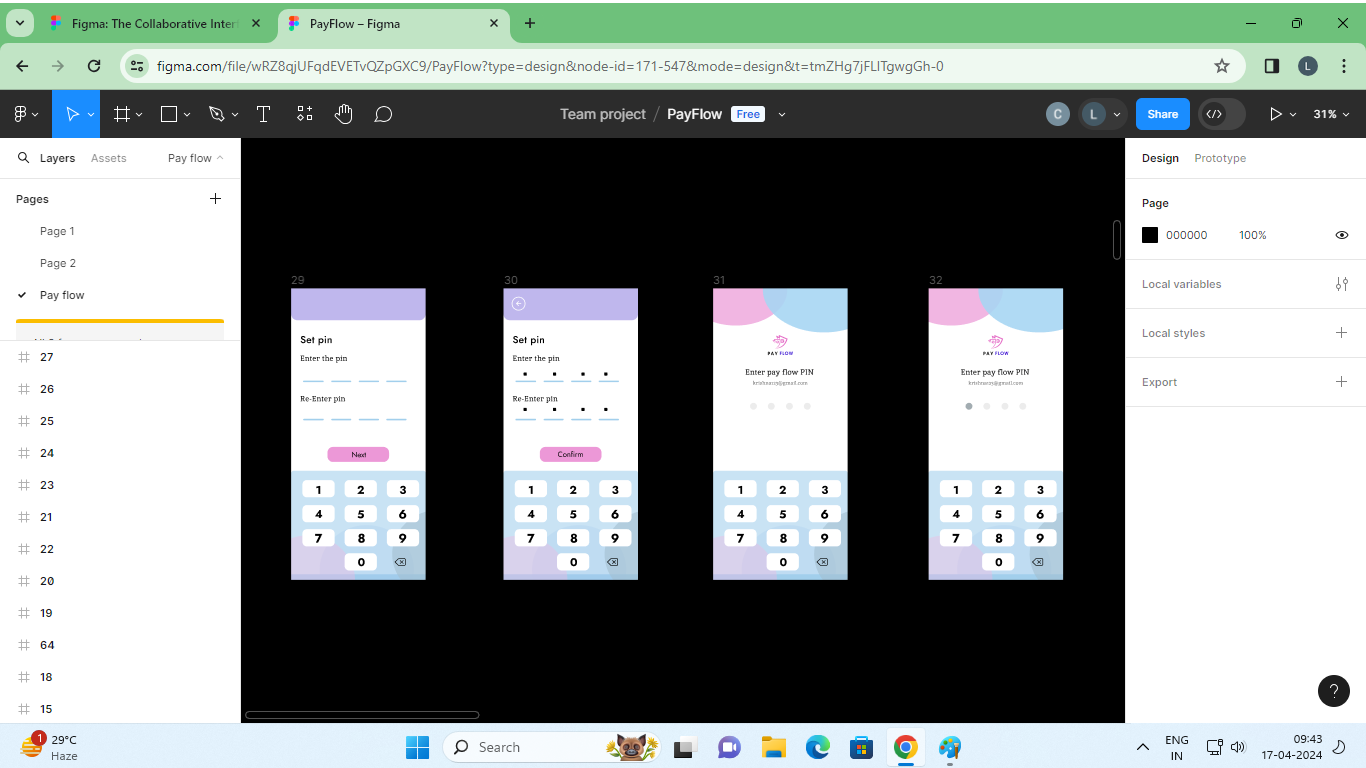 Figma: The Collaborative Inter
PayFlow – Figma
figma.com/file/wRZ8qjUFqdEVETvQZpGXC9/PayFlow?type=design&node-id=171-547&mode=design&t=tmZHg7jFLITgwgGh-0
L
Team project / PayFlow Free
C L Share 31%
Layers Assets Pay flow
Pages
Page 1
Page 2
Pay flow
27
26
25
24
23
21
22
20
19
64
18
15
29
Set pin
Enter the pin
Re-Enter pin
Next
1 2 3
4 5 6
7 8 9
0
30
Set pin
Enter the pin
Re-Enter pin
Confirm
1 2 3
4 5 6
7 8 9
0
31
PAY FLOW
Enter pay flow PIN
1 2 3
4 5 6
7 8 9
0
32
PAY FLOW
Enter pay flow PIN
1 2 3
4 5 6
7 8 9
0
Design Prototype
Page
000000 100%
Local variables
Local styles
Export
?
1
29°C
Haze
Search
ENG
IN
09:43
17-04-2024